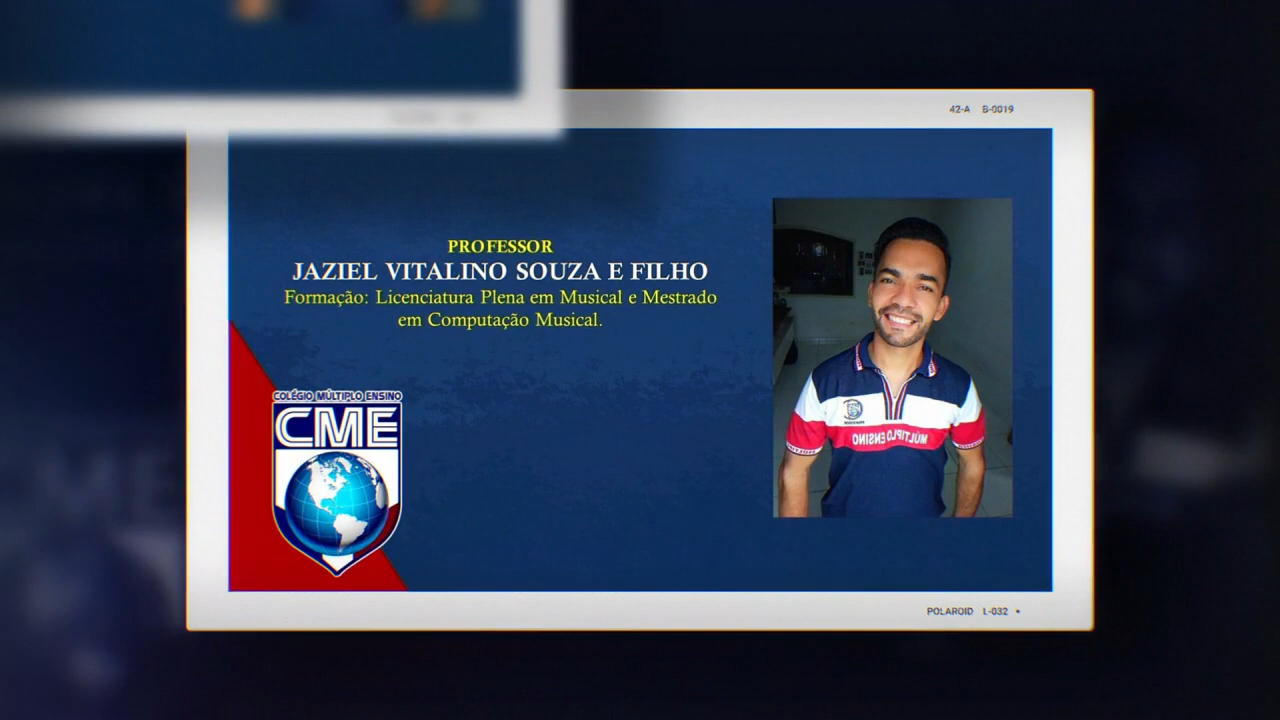 42-A B-0019
PROFESSOR
JAZIEL VITALINO SOUZA E FILHO
Formação: Licenciatura Plena em Musical e Mestrado
em Computação Musical.
COLÉGIO MÚLTIPLO ENSINO
CME
MÚLTIPLO ENSINO
POLAROID L-032